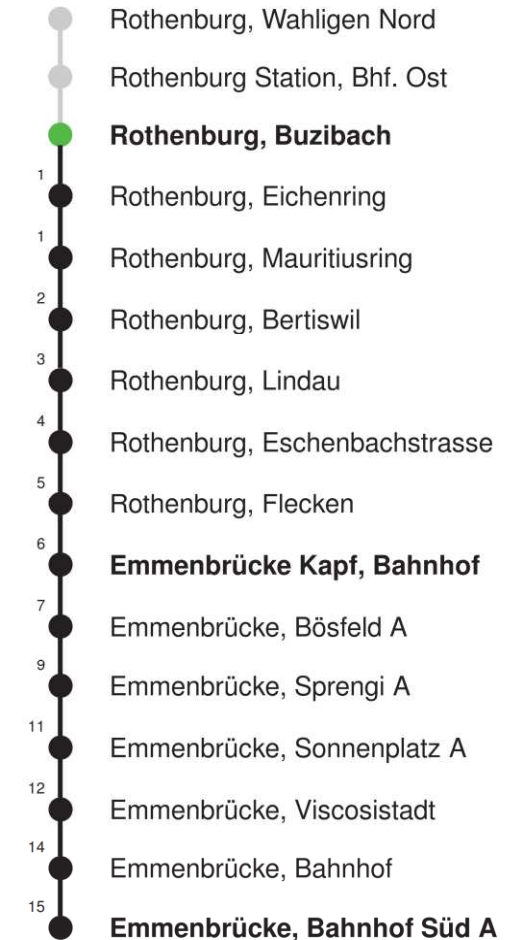 Rothenburg, Wahligen Nord
Rothenburg Station, Bhf. Ost
Rothenburg, Buzibach
1 Rothenburg, Eichenring
1 Rothenburg, Mauritiusring
2 Rothenburg, Bertiswil
3 Rothenburg, Lindau
4 Rothenburg, Eschenbachstrasse
5 Rothenburg, Flecken
6 Emmenbrücke Kapf, Bahnhof
7 Emmenbrücke, Bösfeld A
9 Emmenbrücke, Sprengi A
11 Emmenbrücke, Sonnenplatz A
12 Emmenbrücke, Viscosistadt
14 Emmenbrücke, Bahnhof
15 Emmenbrücke, Bahnhof Süd A